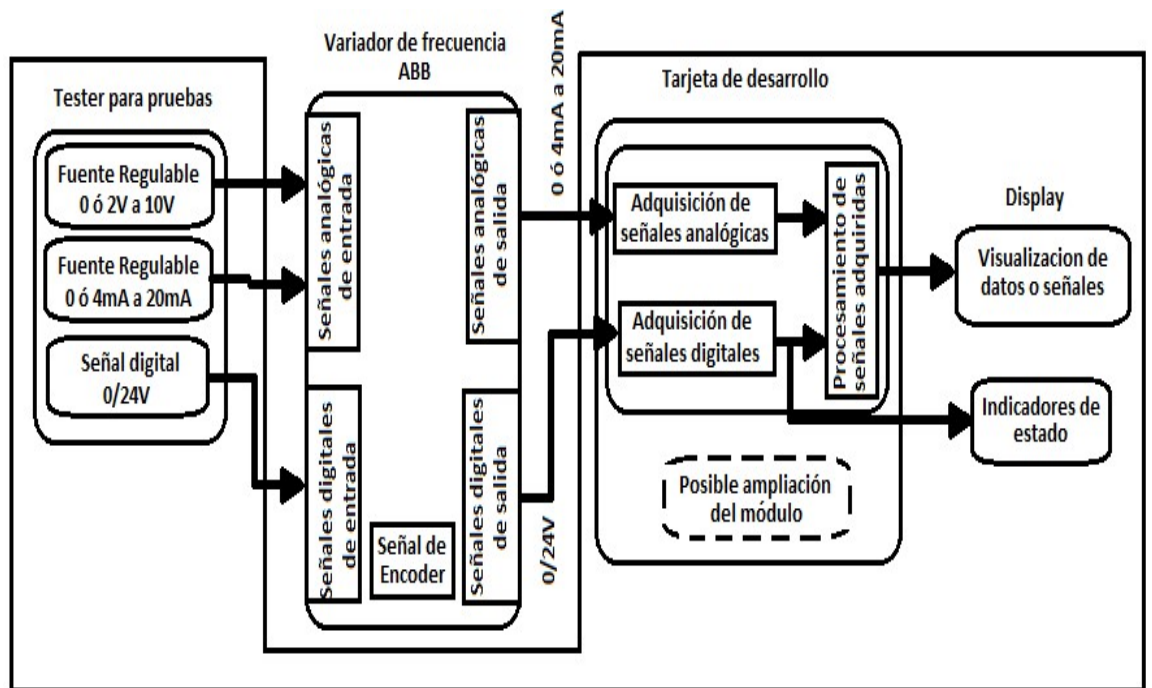 Variador de frecuencia
ABB
Tester para pruebas
Fuente Regulable
0 ó 2V a 10V
Fuente Regulable
0 ó 4mA a 20mA
Señal digital
0/24V
Señales analógicas
de entrada
Señales digitales
de entrada
Señal de
Encoder
Señales analógicas
de salida
Señales digitales
de salida
0 ó 4mA a 20mA
0/24V
Tarjeta de desarrollo
Adquisición de
señales analógicas
Adquisición de
señales digitales
Procesamiento de
señales adquiridas
Posible ampliación
del módulo
Display
Visualizacion de
datos o señales
Indicadores de
estado